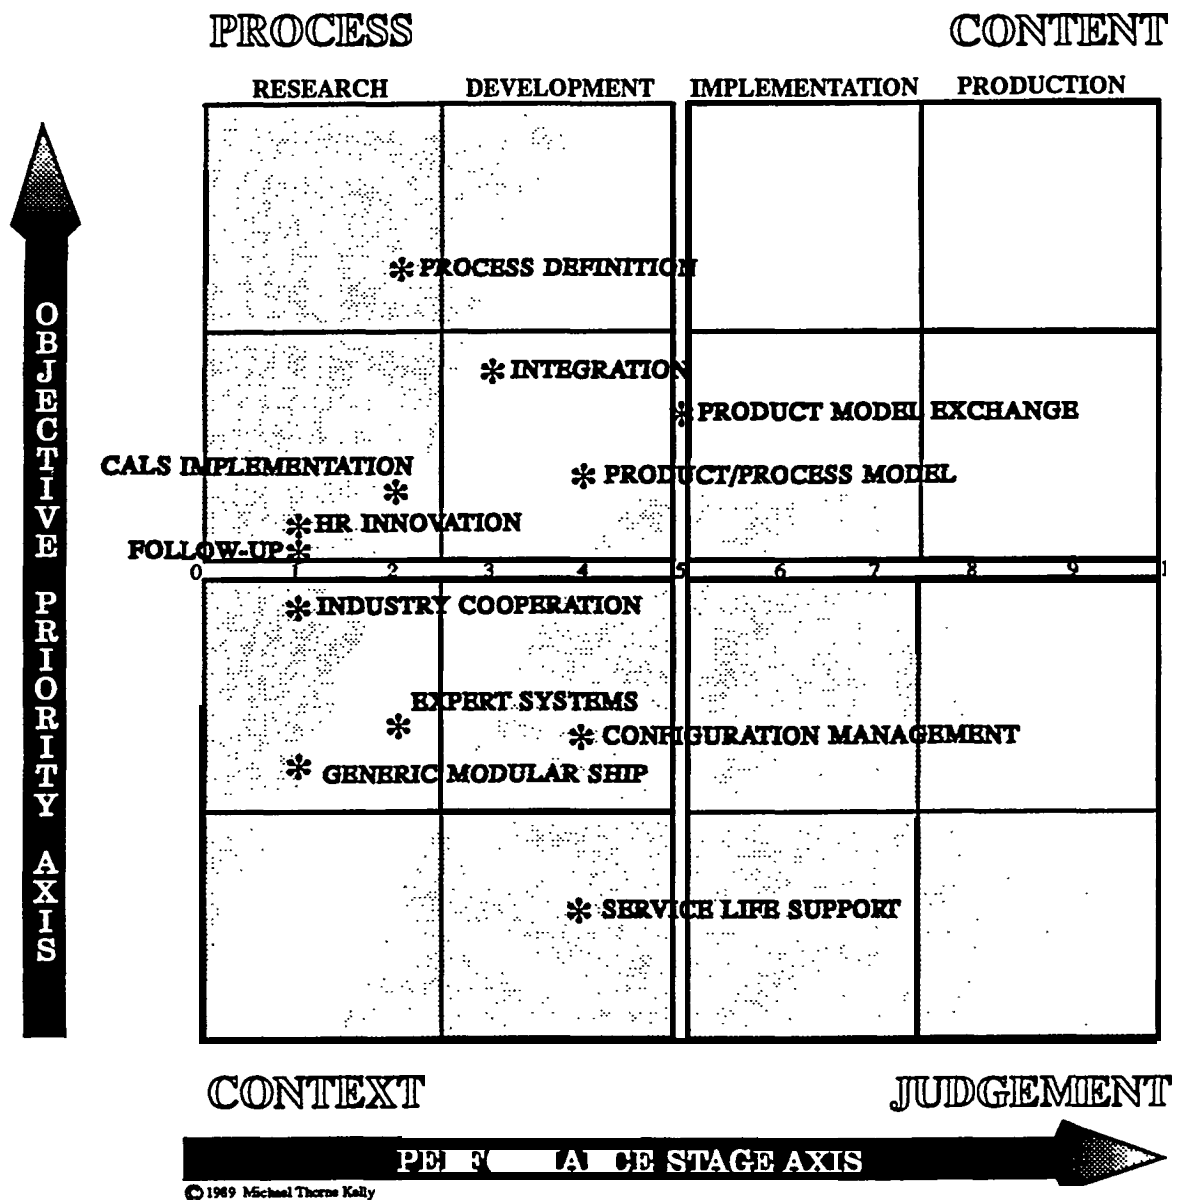 PROCESS CONTENT
RESEARCH DEVELOPMENT IMPLEMENTATION PRODUCTION
PROCESS DEFINITION
INTEGRATION
PRODUCT MODEL EXCHANGE
CALS IMPLEMENTATION
PRODUCT/PROCESS MODEL
HR INNOVATION
FOLLOW-UP
0 1 2 3 4 5 6 7 8 9 1
INDUSTRY COOPERATION
EXPERT SYSTEMS
CONFIGURATION MANAGEMENT
GENERIC MODULAR SHIP
SERVICE LIFE SUPPORT
OBJECTIVE PRIORITY AXIS
CONTEXT JUDGEMENT
STAGE AXIS
© 1989 Michael Thorne Kelly